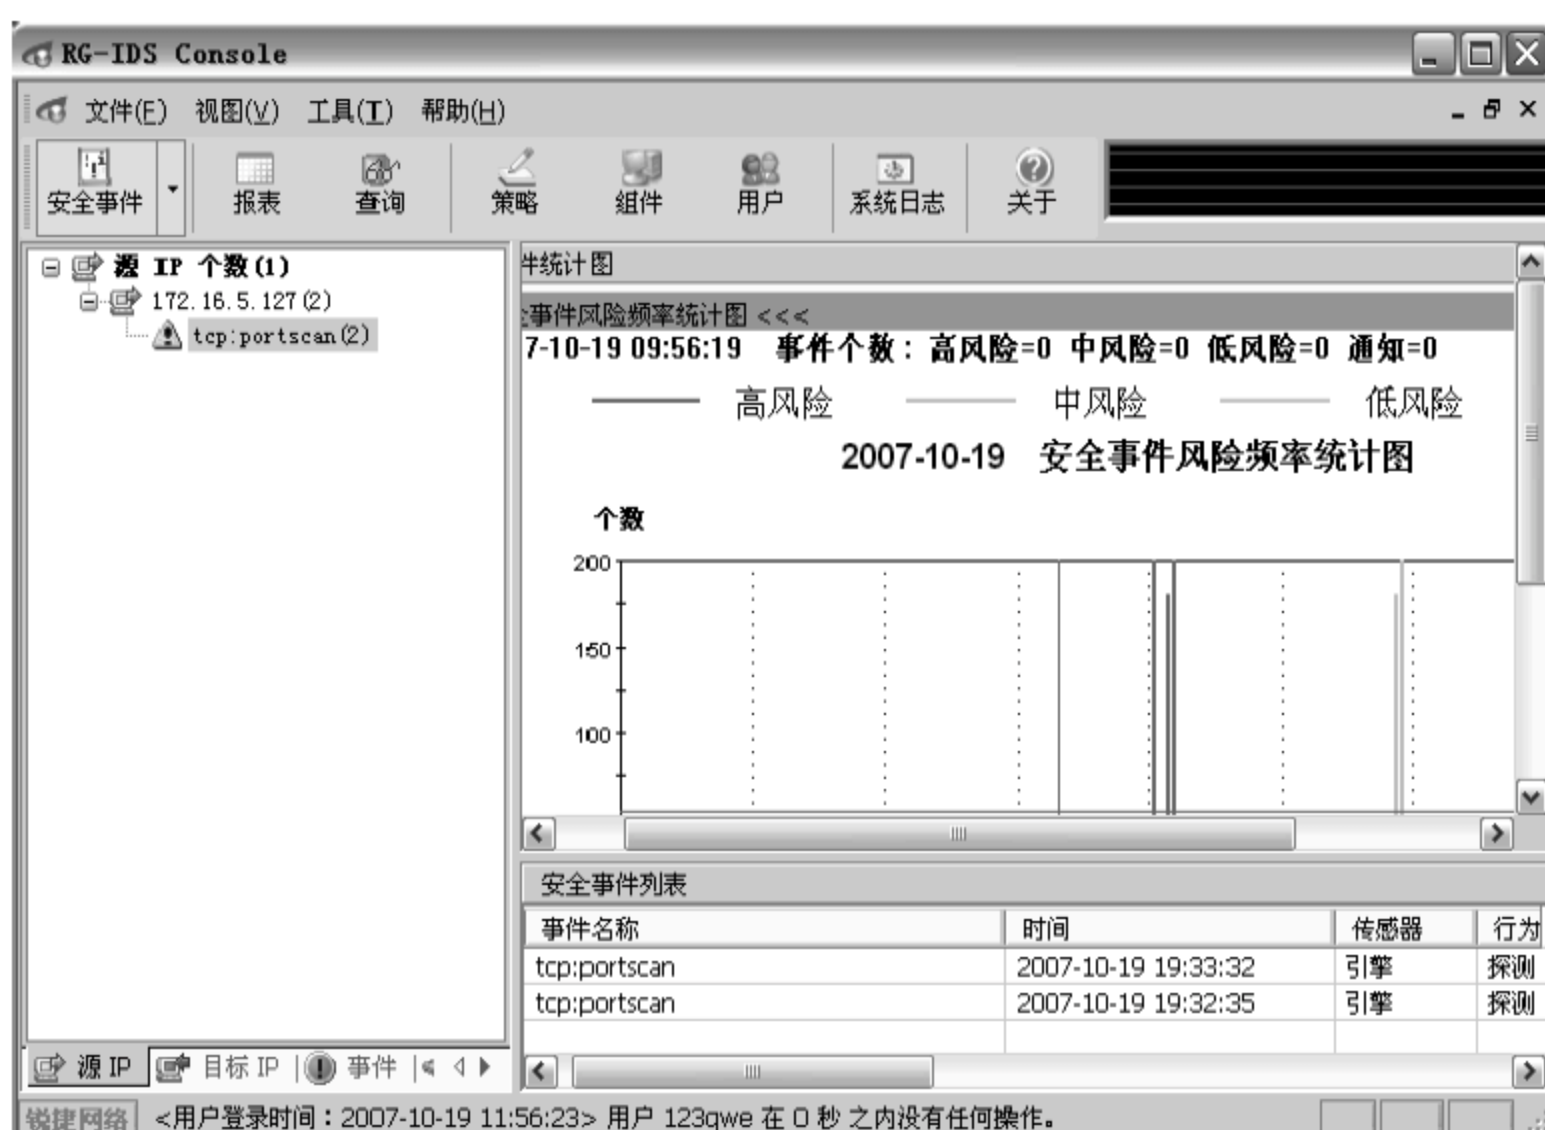 RG-IDS Console
文件(E) 视图(V) 工具(T) 帮助(H)
安全事件 报表 查询 策略 组件 用户 系统日志 关于
源 IP 个数(1)
172.16.5.127(2)
tcp:portscan(2)
件统计图
事件风险频率统计图 <<<
7-10-19 09:56:19 事件个数：高风险=0 中风险=0 低风险=0 通知=0
高风险 中风险 低风险
2007-10-19 安全事件风险频率统计图
个数
200
150
100
安全事件列表
事件名称 时间 传感器 行为
tcp:portscan 2007-10-19 19:33:32 引擎 探测
tcp:portscan 2007-10-19 19:32:35 引擎 探测
源 IP 目标 IP 事件
锐捷网络 <用户登录时间：2007-10-19 11:56:23> 用户 123qwe 在 0 秒 之内没有任何操作。